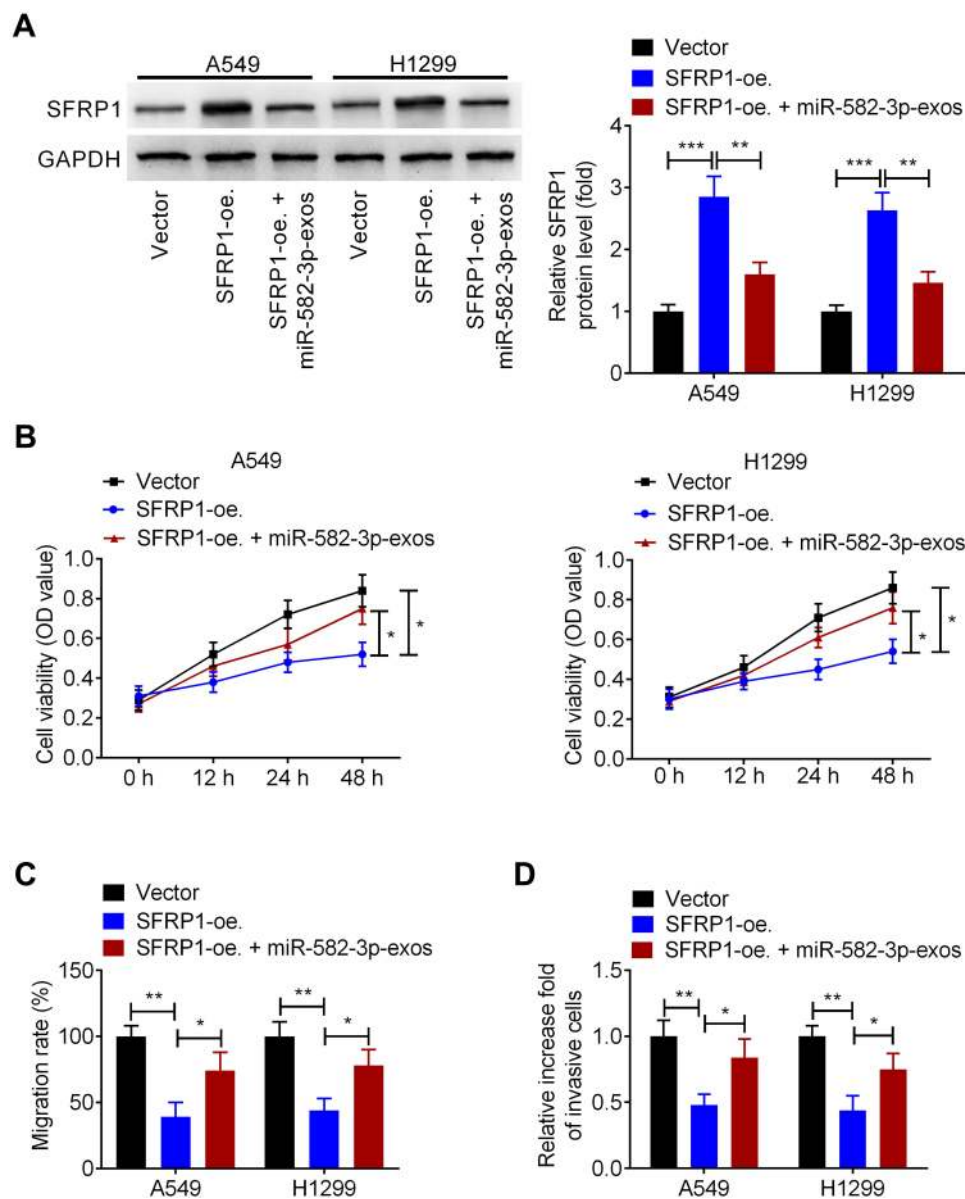 A
A549
H1299
SFRP1
GAPDH
Vector
SFRP1-oe.
SFRP1-oe. +
miR-582-3p-exos
Vector
SFRP1-oe.
SFRP1-oe. +
miR-582-3p-exos
Vector
SFRP1-oe.
SFRP1-oe. + miR-582-3p-exos
Relative SFRP1
protein level (fold)
4
3
2
1
0
***
**
***
**
A549
H1299
B
A549
Vector
SFRP1-oe.
SFRP1-oe. + miR-582-3p-exos
Cell viability (OD value)
1.0
0.8
0.6
0.4
0.2
0.0
*
*
0 h
12 h
24 h
48 h
H1299
Vector
SFRP1-oe.
SFRP1-oe. + miR-582-3p-exos
Cell viability (OD value)
1.0
0.8
0.6
0.4
0.2
0.0
*
*
0 h
12 h
24 h
48 h
C
Vector
SFRP1-oe.
SFRP1-oe. + miR-582-3p-exos
Migration rate (%)
150
100
50
0
**
*
**
*
A549
H1299
D
Vector
SFRP1-oe.
SFRP1-oe. + miR-582-3p-exos
Relative increase fold
of invasive cells
1.5
1.0
0.5
0.0
**
*
**
*
A549
H1299